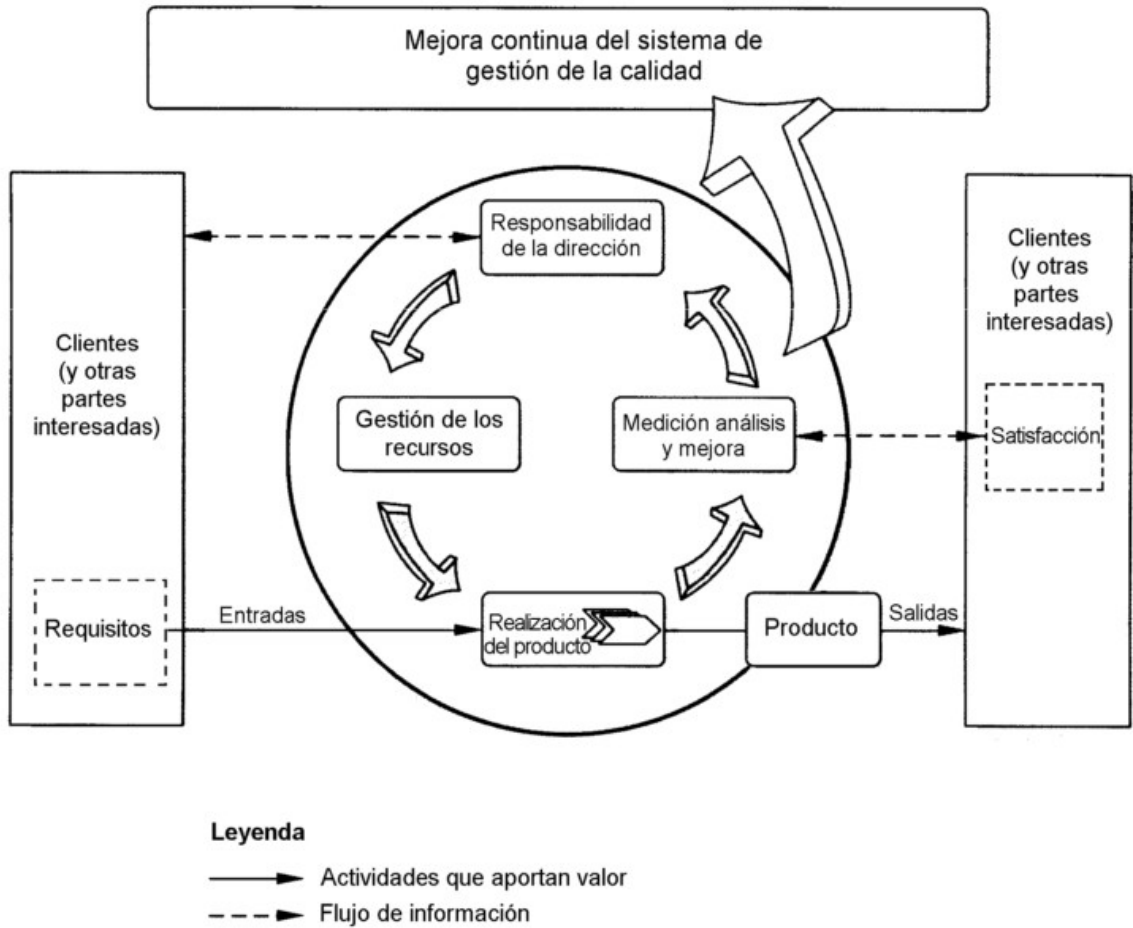 Mejora continua del sistema de
gestión de la calidad
Responsabilidad
de la dirección
Clientes
(y otras
partes
interesadas)
Clientes
(y otras
partes
interesadas)
Gestión de los
recursos
Medición análisis
y mejora
Satisfacción
Requisitos
Entradas
Realización
del producto
Producto
Salidas
Leyenda
Actividades que aportan valor
Flujo de información